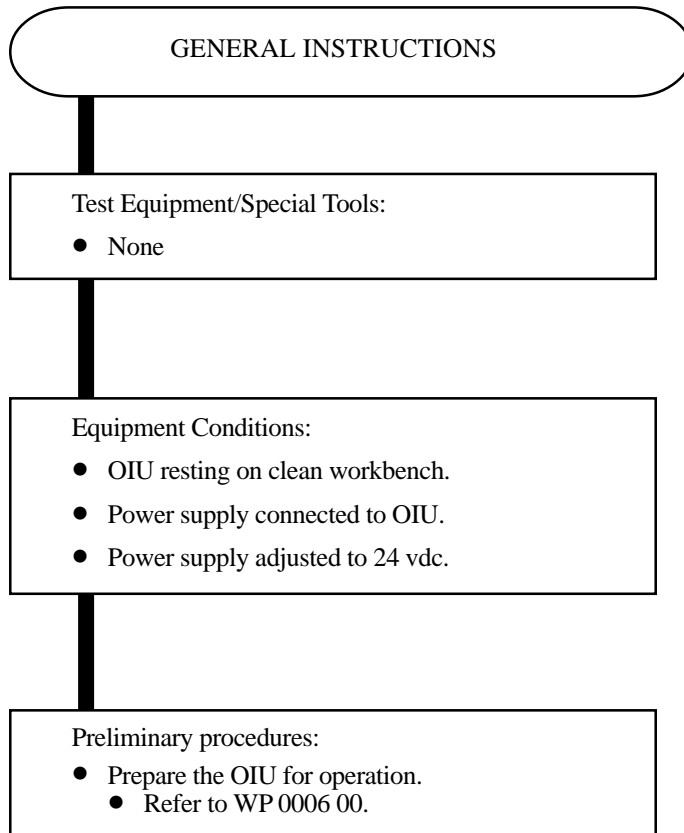 GENERAL INSTRUCTIONS
Test Equipment/Special Tools:
● None
Equipment Conditions:
● OIU resting on clean workbench.
● Power supply connected to OIU.
● Power supply adjusted to 24 vdc.
Preliminary procedures:
● Prepare the OIU for operation.
● Refer to WP 0006 00.